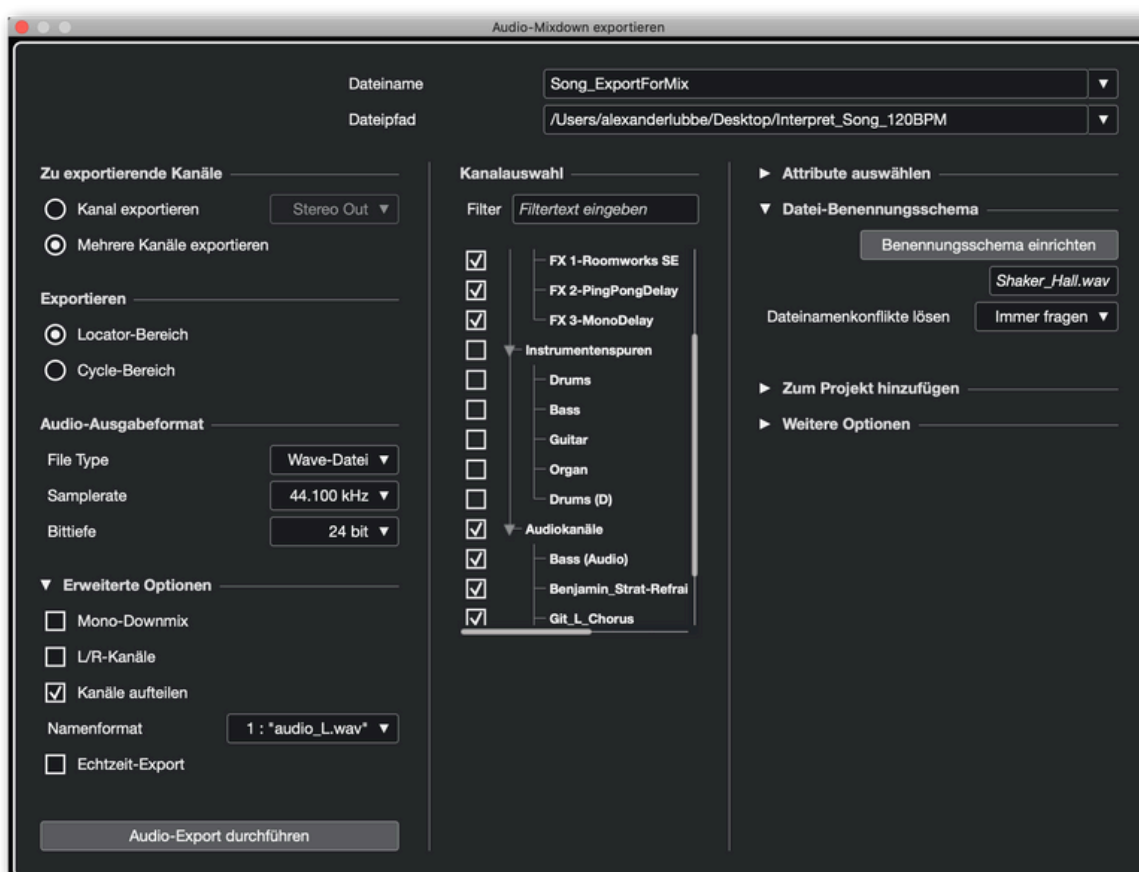 Audio-Mixdown exportieren
Dateiname
Song_ExportForMix
Dateipfad
/Users/alexanderlubbe/Desktop/Interpret_Song_120BPM
Zu exportierende Kanäle
Kanal exportieren
Stereo Out
Mehrere Kanäle exportieren
Exportieren
Locator-Bereich
Cycle-Bereich
Audio-Ausgabeformat
File Type
Wave-Datei
Samplerate
44.100 kHz
Bittiefe
24 bit
Erweiterte Optionen
Mono-Downmix
L/R-Kanäle
Kanäle aufteilen
Namenformat
1 : "audio_L.wav"
Echtzeit-Export
Audio-Export durchführen
Kanalauswahl
Filter
Filtertext eingeben
FX 1-Roomworks SE
FX 2-PingPongDelay
FX 3-MonoDelay
Instrumentenspuren
Drums
Bass
Guitar
Organ
Drums (D)
Audiokanäle
Bass (Audio)
Benjamin_Strat-Refrai
Git_L_Chorus
Attribute auswählen
Datei-Benennungsschema
Benennungsschema einrichten
Shaker_Hall.wav
Dateinamenkonflikte lösen
Immer fragen
Zum Projekt hinzufügen
Weitere Optionen